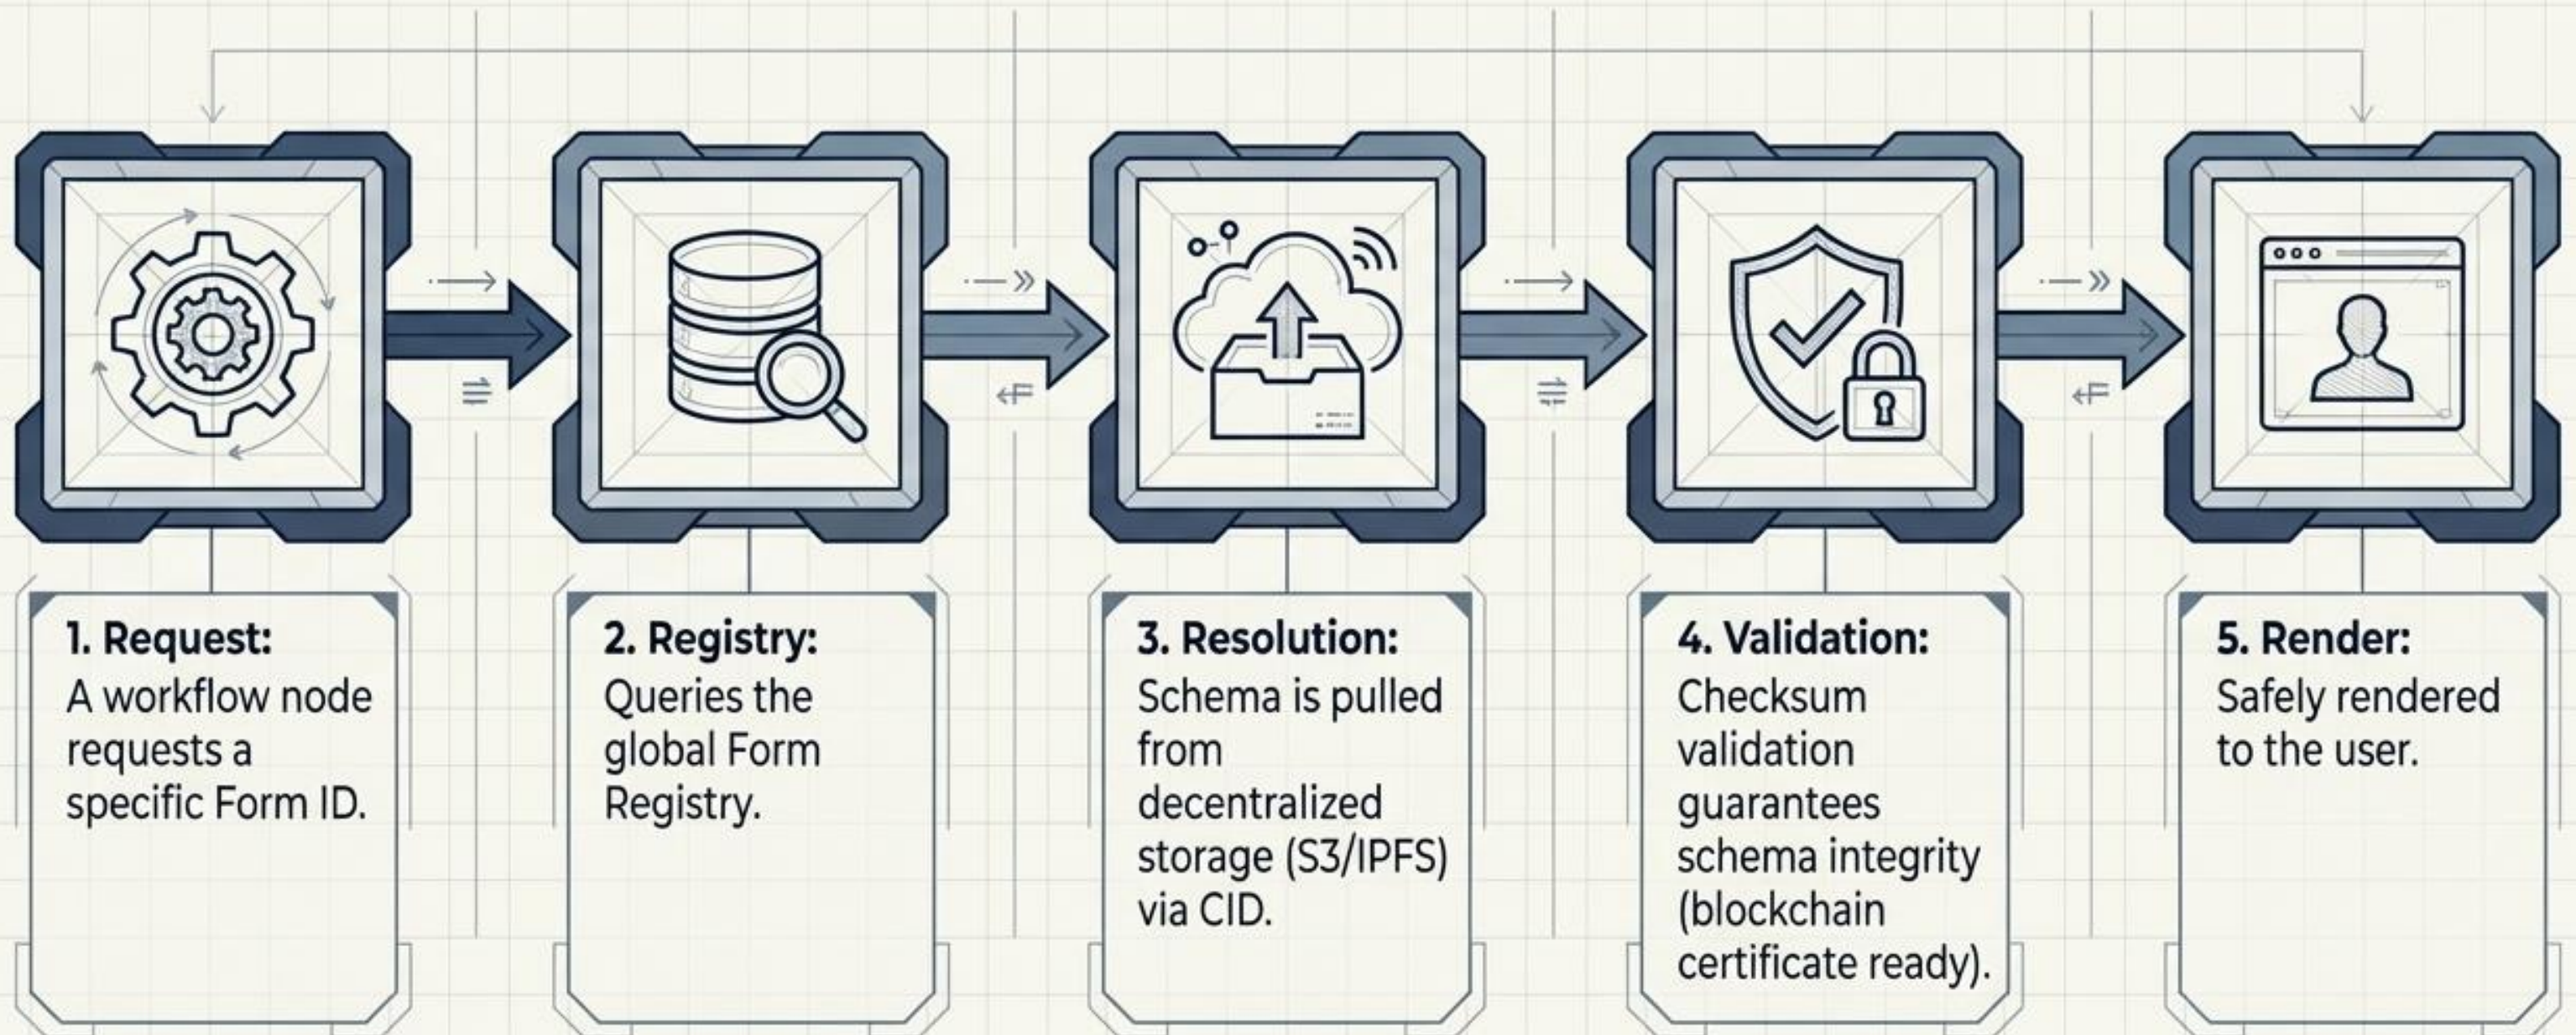 1. Request:
A workflow node
requests a
specific Form ID.
2. Registry:
Queries the
global Form
Registry.
3. Resolution:
Schema is pulled
from
decentralized
storage (S3/IPFS)
via CID.
4. Validation:
Checksum
validation
guarantees
schema integrity
(blockchain
certificate ready).
5. Render:
Safely rendered
to the user.